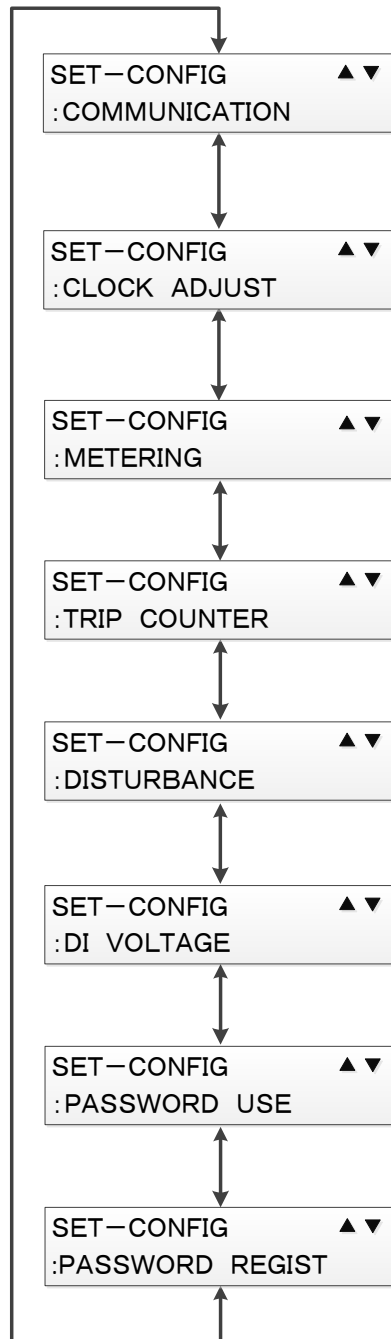 SET－CONFIG ▲ ▼
:COMMUNICATION
SET－CONFIG ▲ ▼
:CLOCK ADJUST
SET－CONFIG ▲ ▼
:METERING
SET－CONFIG ▲ ▼
:TRIP COUNTER
SET－CONFIG ▲ ▼
:DISTURBANCE
SET－CONFIG ▲ ▼
:DI VOLTAGE
SET－CONFIG ▲ ▼
:PASSWORD USE
SET－CONFIG ▲ ▼
:PASSWORD REGIST